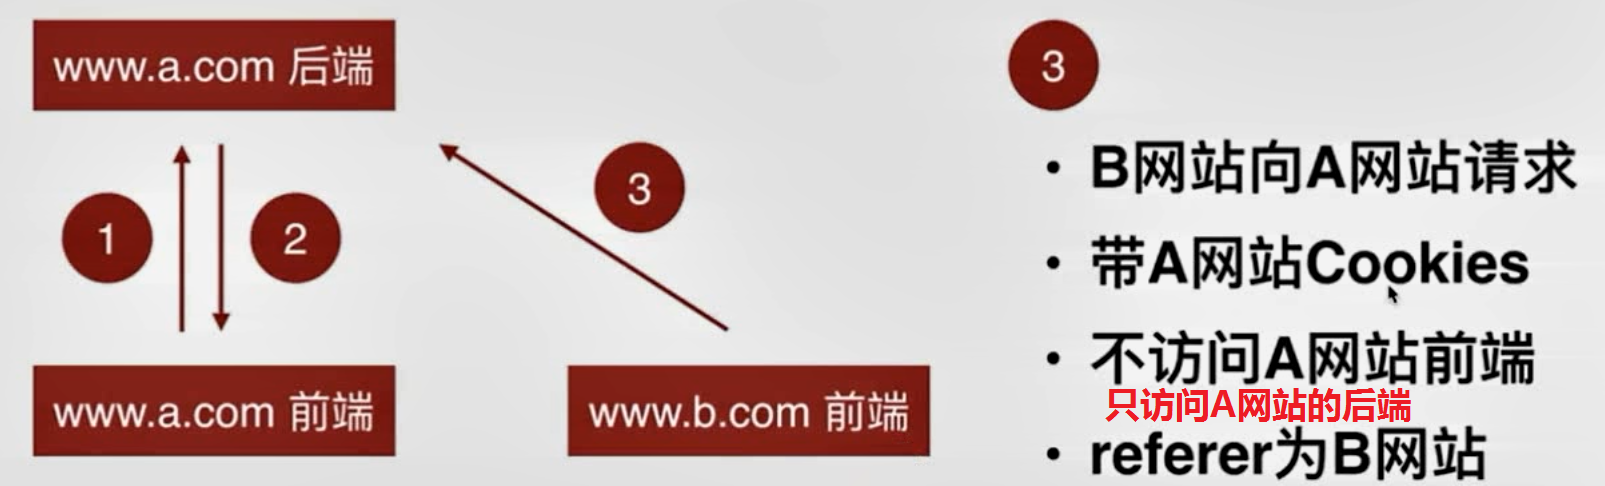 www.a.com 后端
1
2
3
www.a.com 前端
www.b.com 前端
3
• B网站向A网站请求
• 带A网站Cookies
• 不访问A网站前端
只访问A网站的后端
• referer为B网站